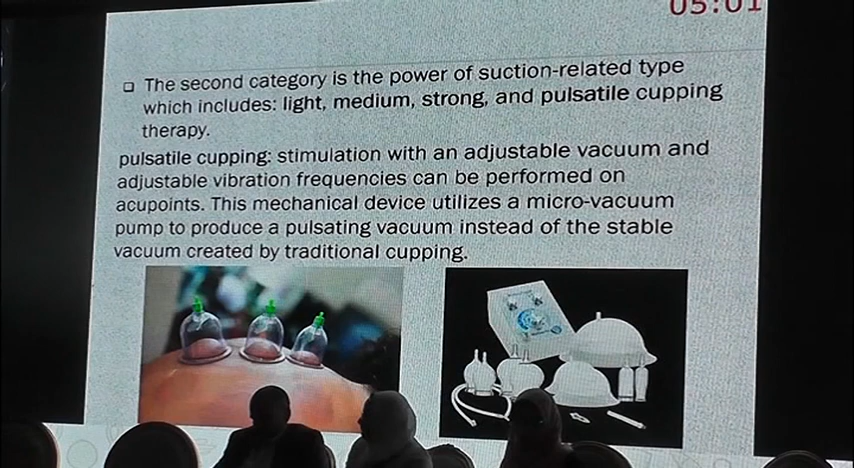 05:01
❑ The second category is the power of suction-related type
which includes: light, medium, strong, and pulsatile cupping
therapy.
pulsatile cupping: stimulation with an adjustable vacuum and
adjustable vibration frequencies can be performed on
acupoints. This mechanical device utilizes a micro-vacuum
pump to produce a pulsating vacuum instead of the stable
vacuum created by traditional cupping.